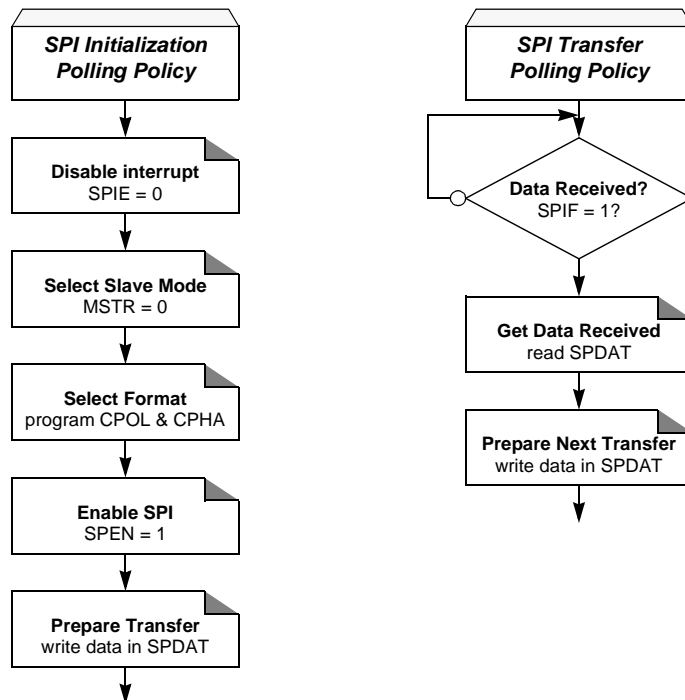 SPI Initialization
Polling Policy
Disable interrupt
SPIE = 0
Select Slave Mode
MSTR = 0
Select Format
program CPOL & CPHA
Enable SPI
SPEN = 1
Prepare Transfer
write data in SPDAT
SPI Transfer
Polling Policy
Data Received?
SPIF = 1?
Get Data Received
read SPDAT
Prepare Next Transfer
write data in SPDAT